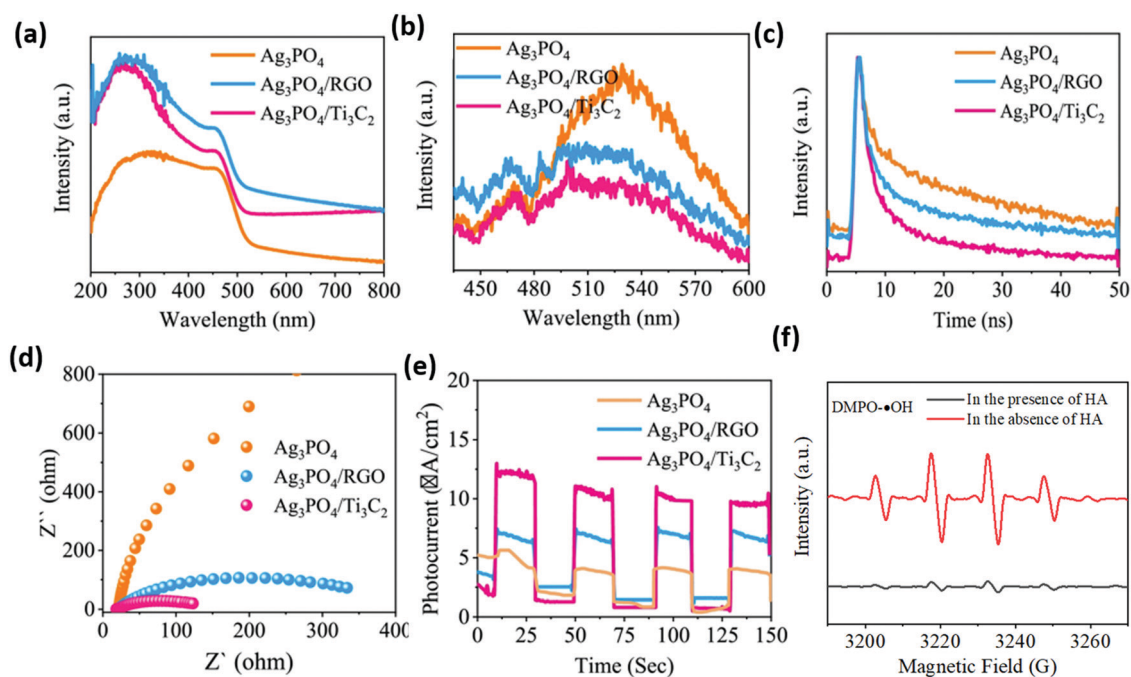 (a)
Ag₃PO₄
Ag₃PO₄/RGO
Ag₃PO₄/Ti₃C₂
Intensity (a.u.)
200 300 400 500 600 700 800
Wavelength (nm)
(b)
Ag₃PO₄
Ag₃PO₄/RGO
Ag₃PO₄/Ti₃C₂
Intensity (a.u.)
450 480 510 540 570 600
Wavelength (nm)
(c)
Ag₃PO₄
Ag₃PO₄/RGO
Ag₃PO₄/Ti₃C₂
Intensity (a.u.)
0 10 20 30 40 50
Time (ns)
(d)
800
600
400
200
0
Z`` (ohm)
Ag₃PO₄
Ag₃PO₄/RGO
Ag₃PO₄/Ti₃C₂
0 100 200 300 400
Z` (ohm)
(e)
20
15
10
5
0
Photocurrent (☒A/cm²)
Ag₃PO₄
Ag₃PO₄/RGO
Ag₃PO₄/Ti₃C₂
0 25 50 75 100 125 150
Time (Sec)
(f)
DMPO-●OH
In the presence of HA
In the absence of HA
Intensity (a.u.)
3200 3220 3240 3260
Magnetic Field (G)